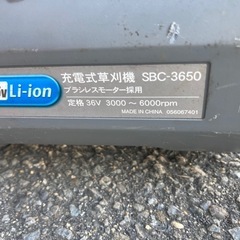 Li-ion
充電式草刈機 SBC-3650
ブラシレスモーター採用
定格 36V 3000 ～ 6000rpm
MADE IN CHINA 056067401